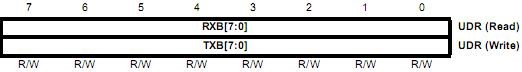 7 6 5 4 3 2 1 0
RXB[7:0] UDR (Read)
TXB[7:0] UDR (Write)
R/W R/W R/W R/W R/W R/W R/W R/W